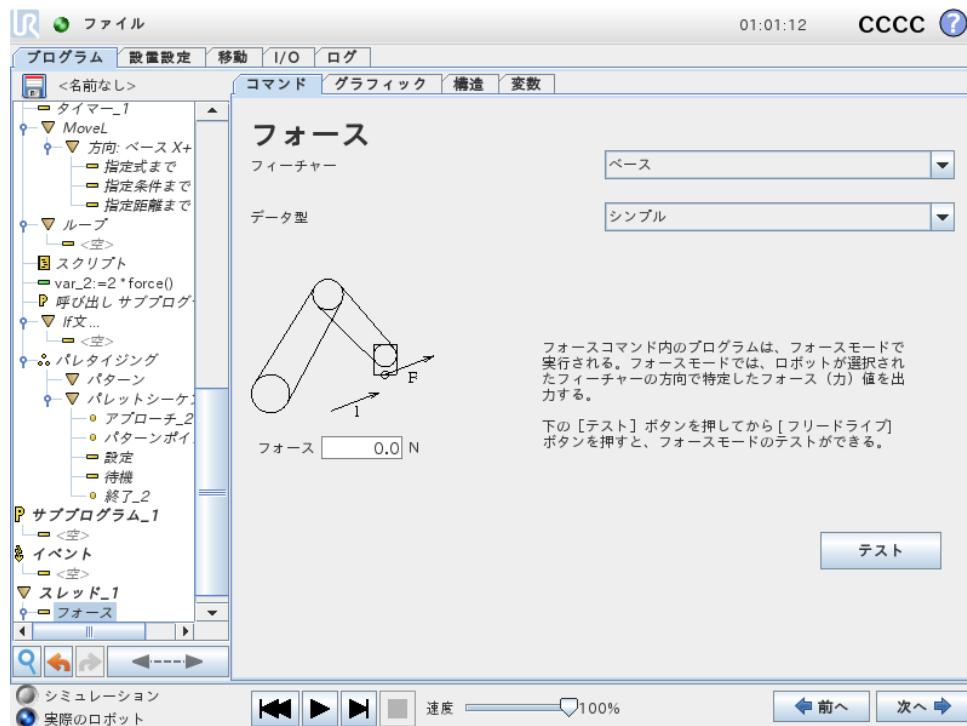 UR ファイル 01:01:12 CCCC ?
プログラム 設置設定 移動 I/O ログ
<名前なし>
コマンド グラフィック 構造 変数
タイマー_1
MoveL
方向: ベース X+
指定式まで
指定条件まで
指定距離まで
ループ
<空>
スクリプト
var_2:=2*force()
P 呼び出し サブプログ
If文...
<空>
パレタイジング
パターン
パレットシーケン
アプローチ_2
パターンポイ
設定
待機
終了_2
P サブプログラム_1
<空>
イベント
<空>
スレッド_1
フォース
フォース
フィーチャー ベース
データ型 シンプル
F
1
フォース 0.0 N
フォースコマンド内のプログラムは、フォースモードで
実行される。フォースモードでは、ロボットが選択され
たフィーチャーの方向で特定したフォース（力）値を出
力する。
下の［テスト］ボタンを押してから [ フリードライブ]
ボタンを押すと、フォースモードのテストができる。
テスト
シミュレーション
実際のロボット
速度 100%
前へ 次へ